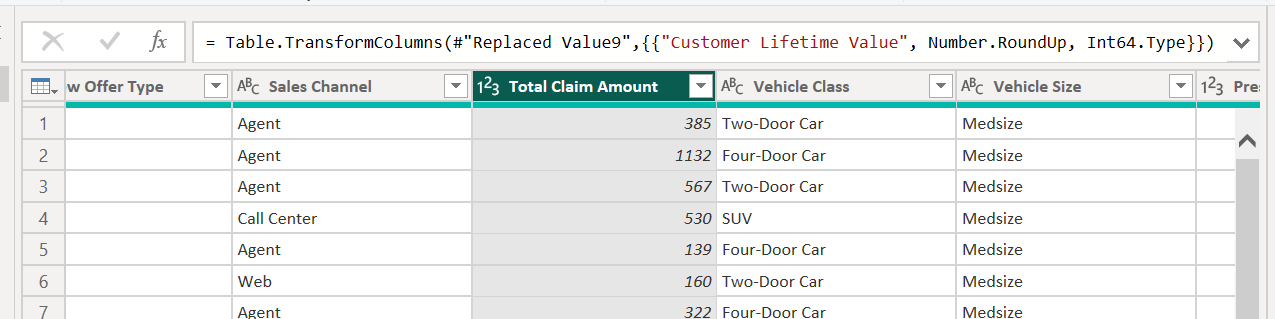 fx = Table.TransformColumns(#"Replaced Value9",{{"Customer Lifetime Value", Number.RoundUp, Int64.Type}})
w Offer Type ABC Sales Channel 123 Total Claim Amount ABC Vehicle Class ABC Vehicle Size 123 Pre
1 Agent 385 Two-Door Car Medsize
2 Agent 1132 Four-Door Car Medsize
3 Agent 567 Two-Door Car Medsize
4 Call Center 530 SUV Medsize
5 Agent 139 Four-Door Car Medsize
6 Web 160 Two-Door Car Medsize
7 Agent 322 Four-Door Car Medsize